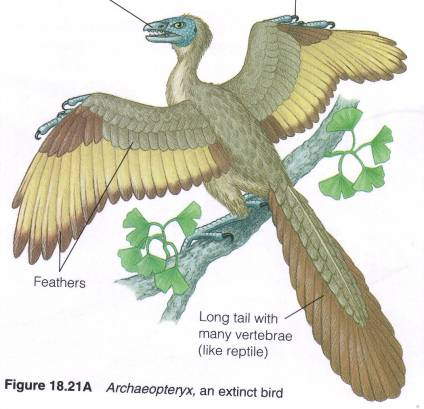 Feathers
Long tail with
many vertebrae
(like reptile)
Figure 18.21A Archaeopteryx, an extinct bird